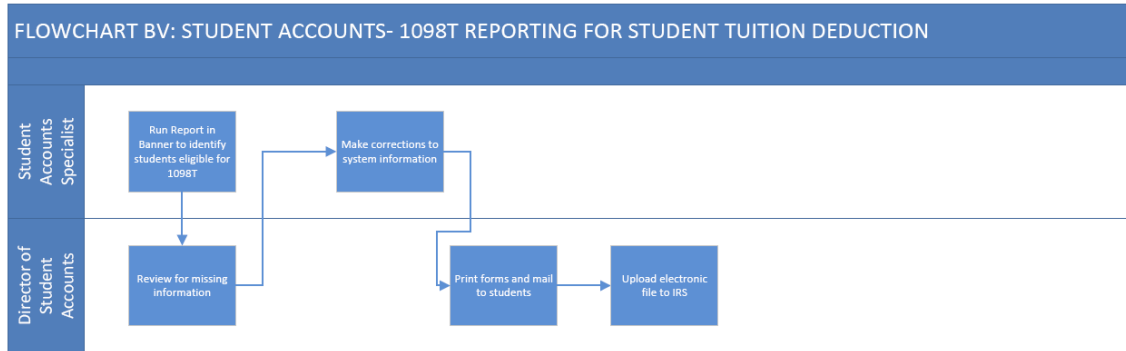 FLOWCHART BV: STUDENT ACCOUNTS- 1098T REPORTING FOR STUDENT TUITION DEDUCTION
Student
Accounts
Specialist
Run Report in
Banner to identify
students eligible for
1098T
Make corrections to
system information
Director of
Student
Accounts
Review for missing
information
Print forms and mail
to students
Upload electronic
file to IRS